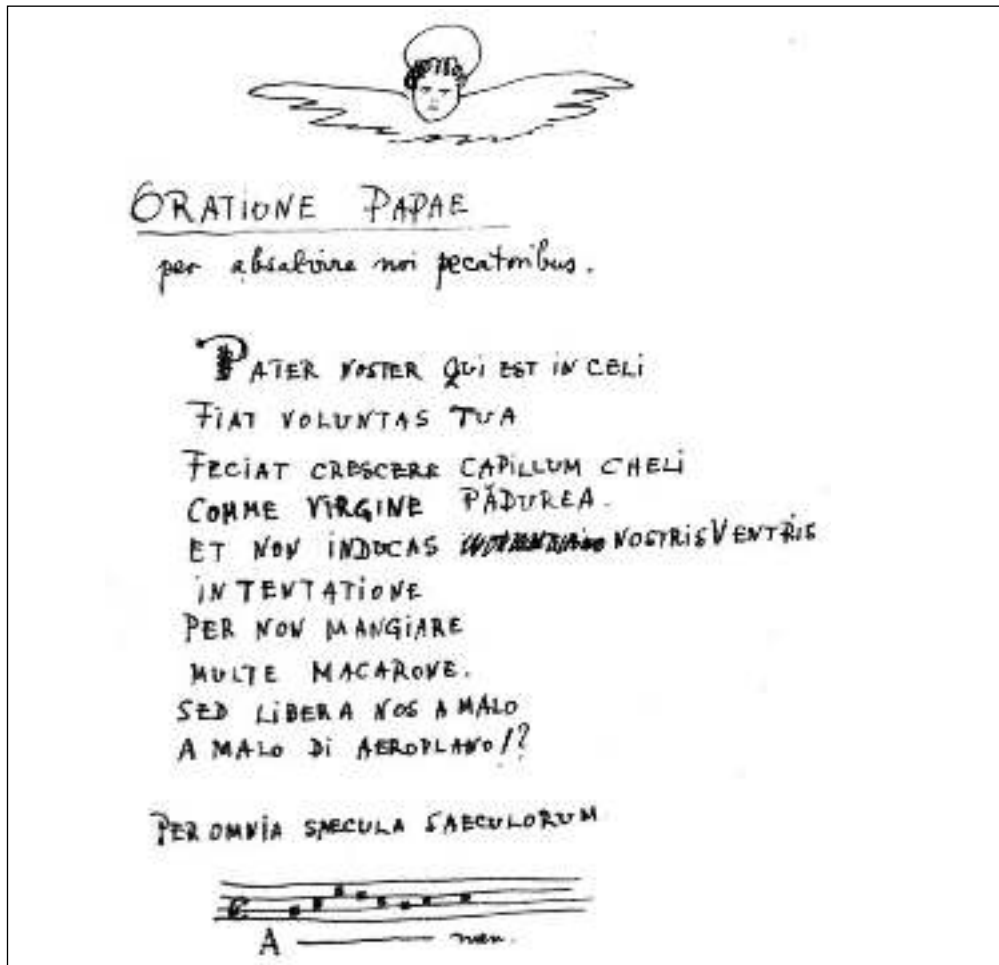 ORATIONE PAPAE
per absalvire noi pecatoribus.
PATER NOSTER QUI EST IN CELI
FIAT VOLUNTAS TUA
FECIAT CRESCERE CAPILLUM CHELI
COMME VIRGINE PĂDUREA.
ET NON INDUCAS NOSTRIS VENTRIS
IN TENTATIONE
PER NON MANGIARE
MULTE MACARONE.
SED LIBERA NOS A MALO
A MALO DI AEROPLANO!?
PER OMNIA SAECULA SAECULORUM
A — men.